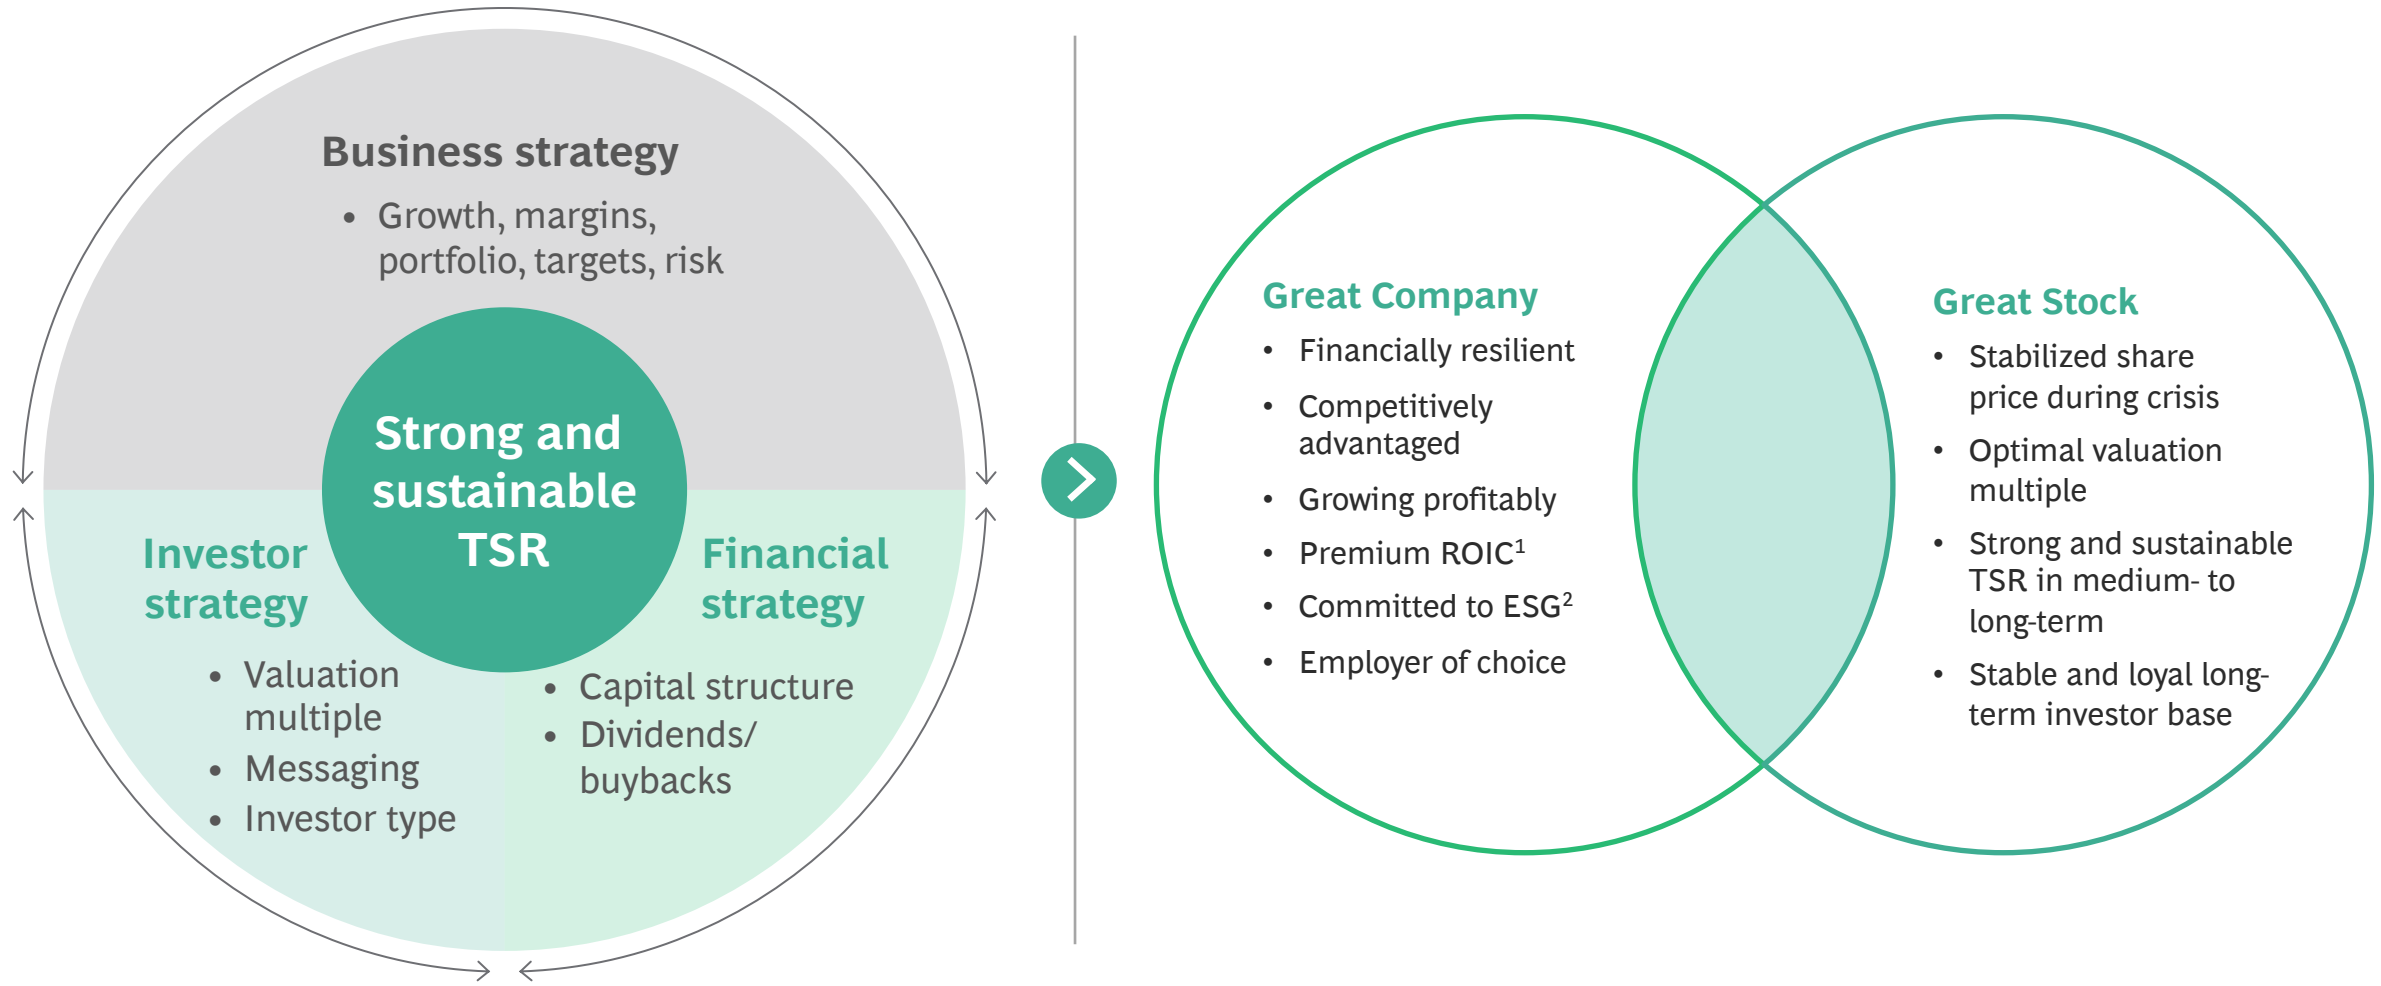 Business strategy
• Growth, margins,
portfolio, targets, risk
Strong and
sustainable
TSR
Investor
strategy
• Valuation
multiple
• Messaging
• Investor type
Financial
strategy
• Capital structure
• Dividends/
buybacks
Great Company
• Financially resilient
• Competitively
advantaged
• Growing profitably
• Premium ROIC¹
• Committed to ESG²
• Employer of choice
Great Stock
• Stabilized share
price during crisis
• Optimal valuation
multiple
• Strong and sustainable
TSR in medium- to
long-term
• Stable and loyal long-
term investor base